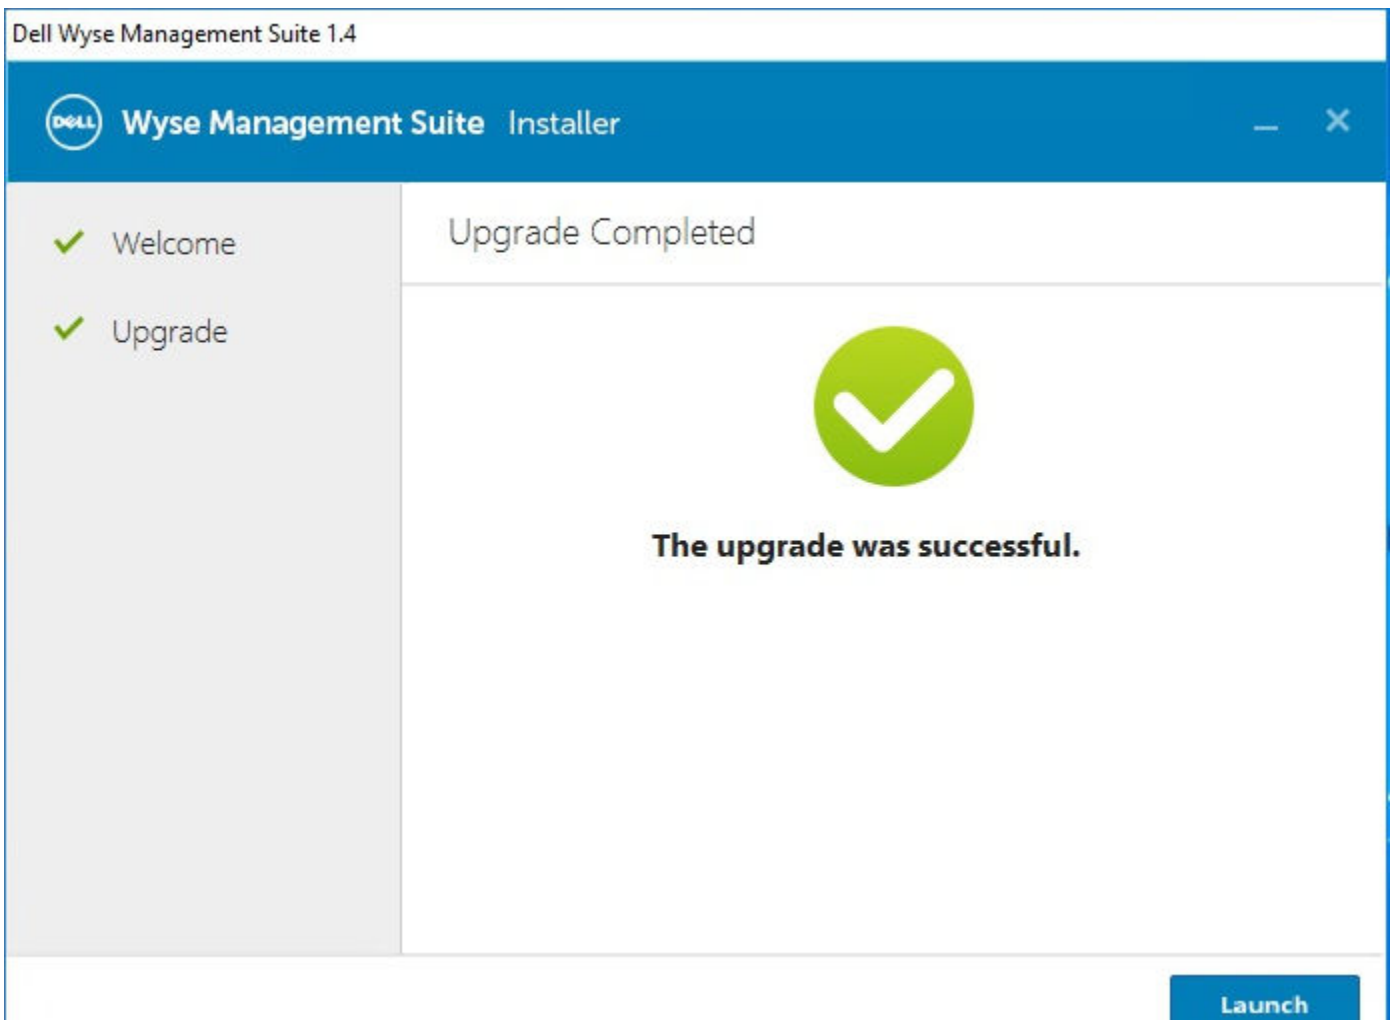 Dell Wyse Management Suite 1.4
DELL Wyse Management Suite Installer
Welcome
Upgrade
Upgrade Completed
The upgrade was successful.
Launch